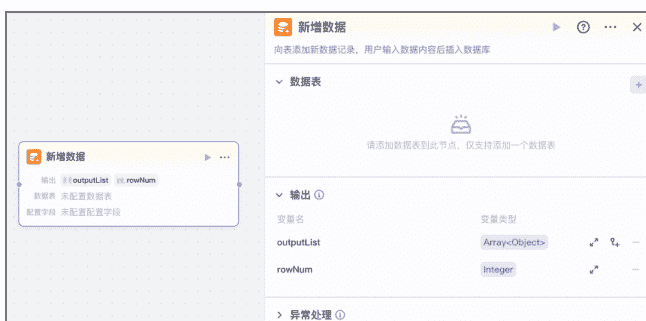 新增数据
向表添加新数据记录，用户输入数据内容后插入数据库
数据表
请添加数据表到此节点，仅支持添加一个数据表
新增数据
输出 outputList rowNum
数据表 未配置数据表
配置字段 未配置配置字段
输出
变量名 变量类型
outputList Array<Object>
rowNum Integer
异常处理